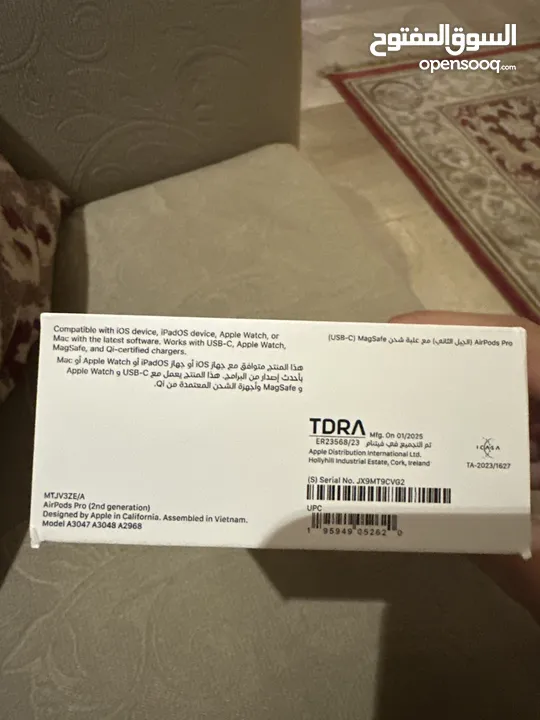 السوق المفتوح
opensooq.com
Compatible with iOS device, iPadOS device, Apple Watch, or
Mac with the latest software. Works with USB-C, Apple Watch,
MagSafe, and Qi-certified chargers.
هذا المنتج متوافق مع جهاز iOS أو جهاز iPadOS أو Apple Watch أو Mac
بأحدث إصدار من البرامج. هذا المنتج يعمل مع USB-C و Apple Watch
و MagSafe وأجهزة الشحن المعتمدة من Qi.
AirPods Pro (الجيل الثاني) مع علبة شحن MagSafe ‏(USB-C)
TDRA
ER23568/23
Mfg. On 01/2025
تم التجميع في فيتنام
Apple Distribution International Ltd.
Hollyhill Industrial Estate, Cork, Ireland
ICASA
TA-2023/1627
(S) Serial No. JX9MT9CVG2
UPC
1 95949 05262 0
MTJV3ZE/A
AirPods Pro (2nd generation)
Designed by Apple in California. Assembled in Vietnam.
Model A3047 A3048 A2968